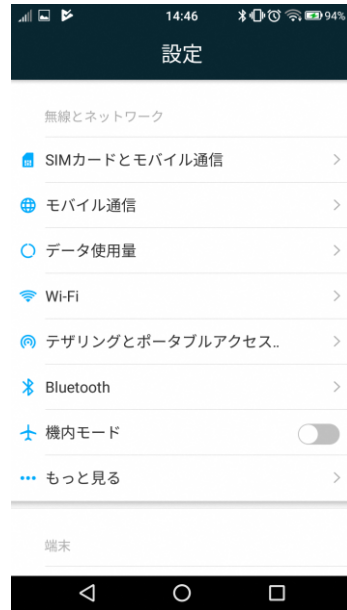 14:46
94%
設定
無線とネットワーク
SIMカードとモバイル通信
モバイル通信
データ使用量
Wi-Fi
テザリングとポータブルアクセス..
Bluetooth
機内モード
もっと見る
端末